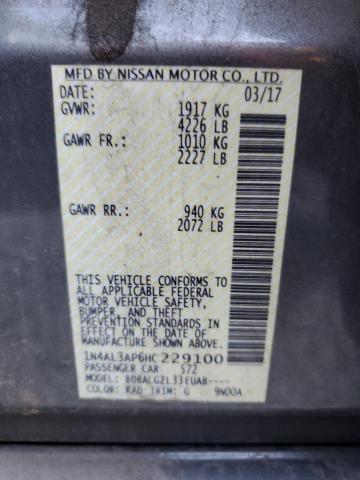 MFD BY NISSAN MOTOR CO., LTD.
DATE: 03/17
GVWR: 1917 KG
4226 LB
GAWR FR.: 1010 KG
2227 LB
GAWR RR.: 940 KG
2072 LB
THIS VEHICLE CONFORMS TO
ALL APPLICABLE FEDERAL
MOTOR VEHICLE SAFETY,
BUMPER, AND THEFT
PREVENTION STANDARDS IN
EFFECT ON THE DATE OF
MANUFACTURE SHOWN ABOVE.
1N4AL3AP6HC229100
PASSENGER CAR S72
MODEL: BDBALGZL33EUAB----
COLOR: KAD TRIM: G 9N00A